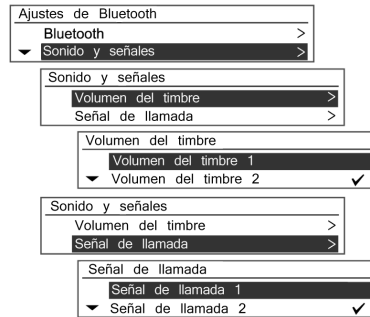 Ajustes de Bluetooth
Bluetooth >
Sonido y señales >
Sonido y señales
Volumen del timbre >
Señal de llamada >
Volumen del timbre
Volumen del timbre 1
Volumen del timbre 2 ✓
Sonido y señales
Volumen del timbre >
Señal de llamada >
Señal de llamada
Señal de llamada 1
Señal de llamada 2 ✓